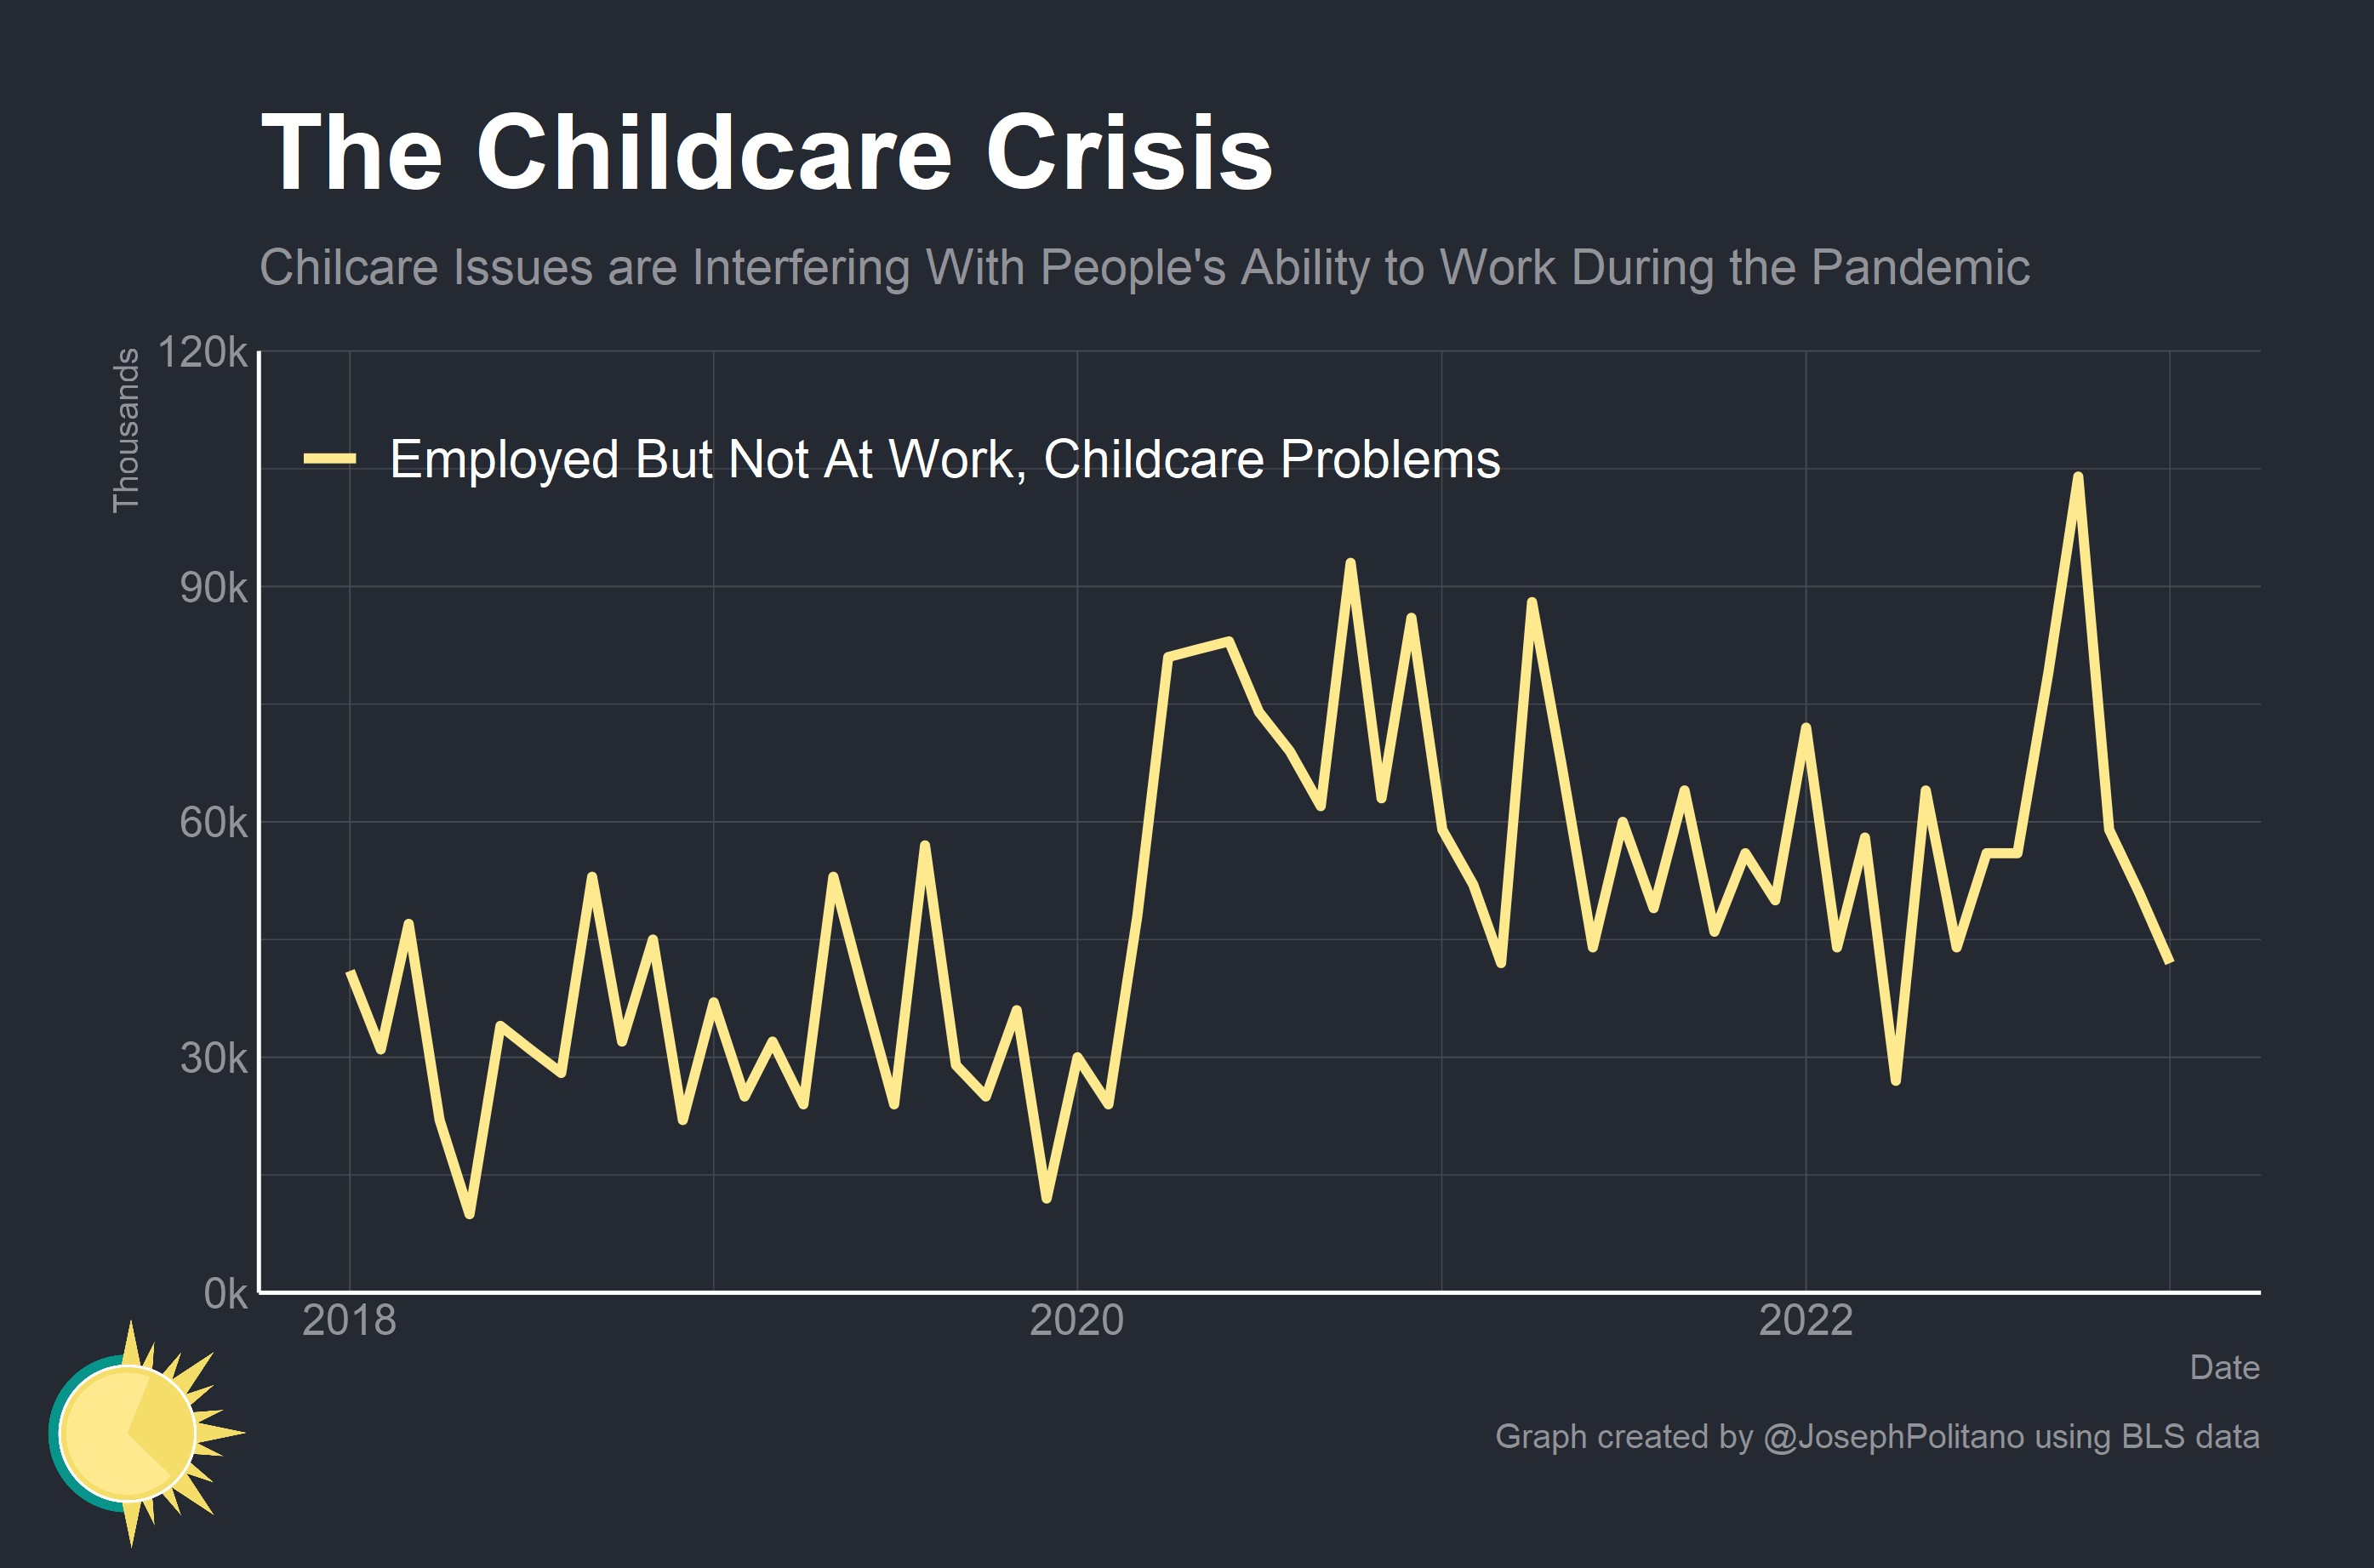 The Childcare Crisis
Chilcare Issues are Interfering With People's Ability to Work During the Pandemic
Thousands
120k
90k
60k
30k
0k
Employed But Not At Work, Childcare Problems
2018
2020
2022
Date
Graph created by @JosephPolitano using BLS data